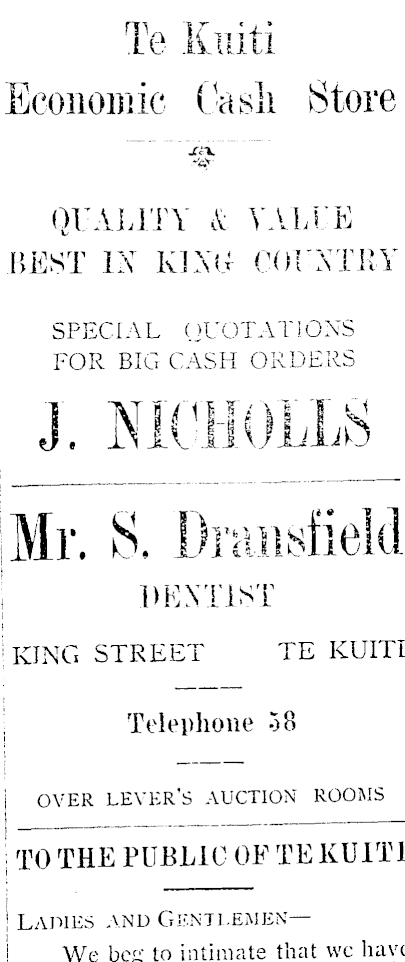 Te Kuiti
Economic Cash Store
QUALITY & VALUE
BEST IN KING COUNTRY
SPECIAL QUOTATIONS
FOR BIG CASH ORDERS
J. NICHOLLS
Mr. S. Dransfield
DENTIST
KING STREET TE KUITI
Telephone 58
OVER LEVER'S AUCTION ROOMS
TO THE PUBLIC OF TE KUITI
LADIES AND GENTLEMEN—
We beg to intimate that we have